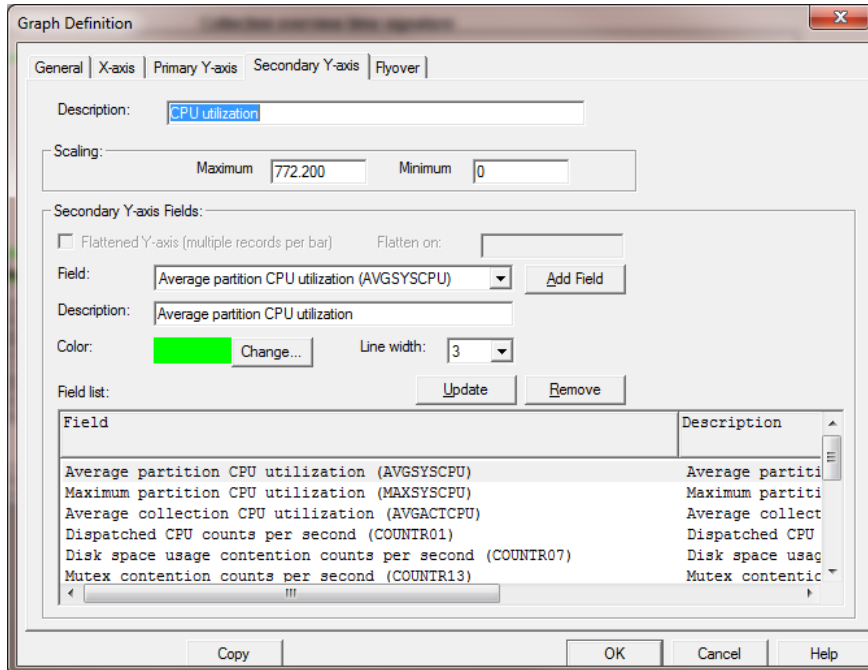 Graph Definition
General X-axis Primary Y-axis Secondary Y-axis Flyover
Description: CPU utilization
Scaling:
Maximum 772.200 Minimum 0
Secondary Y-axis Fields:
Flattened Y-axis (multiple records per bar) Flatten on:
Field: Average partition CPU utilization (AVGSYSCPU) Add Field
Description: Average partition CPU utilization
Color: Change... Line width: 3
Field list: Update Remove
Field Description
Average partition CPU utilization (AVGSYSCPU) Average partiti
Maximum partition CPU utilization (MAXSYSCPU) Maximum partiti
Average collection CPU utilization (AVGACTCPU) Average collect
Dispatched CPU counts per second (COUNTR01) Dispatched CPU
Disk space usage contention counts per second (COUNTR07) Disk space usag
Mutex contention counts per second (COUNTR13) Mutex contentic
Copy OK Cancel Help